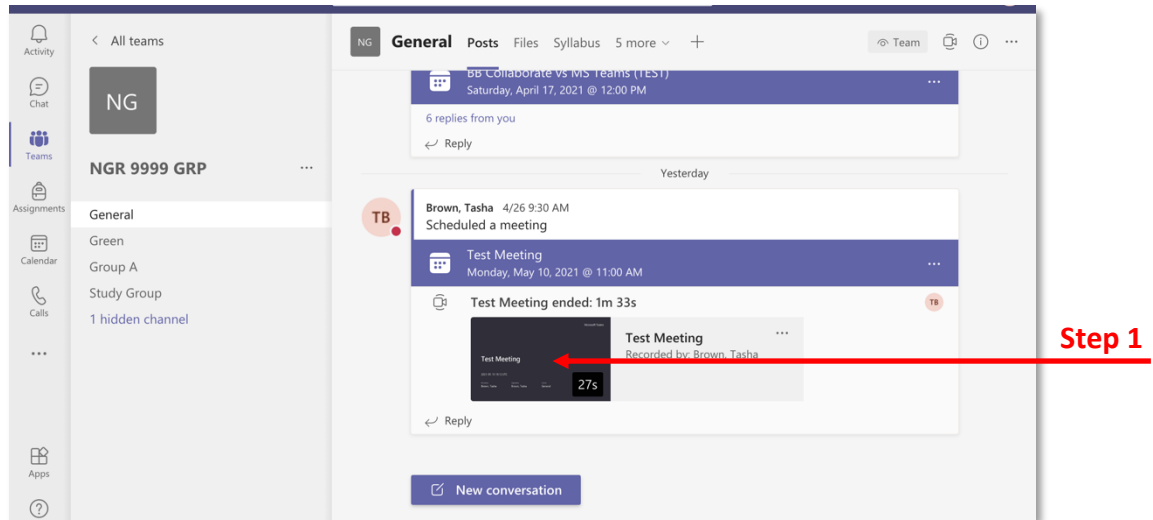 Activity
Chat
Teams
Assignments
Calendar
Calls
Apps
All teams
NG
NGR 9999 GRP
General
Green
Group A
Study Group
1 hidden channel
NG General Posts Files Syllabus 5 more Team
BB Collaborate vs MS Teams (TEST)
Saturday, April 17, 2021 @ 12:00 PM
6 replies from you
Reply
Yesterday
TB
Brown, Tasha 4/26 9:30 AM
Scheduled a meeting
Test Meeting
Monday, May 10, 2021 @ 11:00 AM
Test Meeting ended: 1m 33s TB
Test Meeting
27s
Test Meeting
Recorded by: Brown, Tasha
Step 1
Reply
New conversation